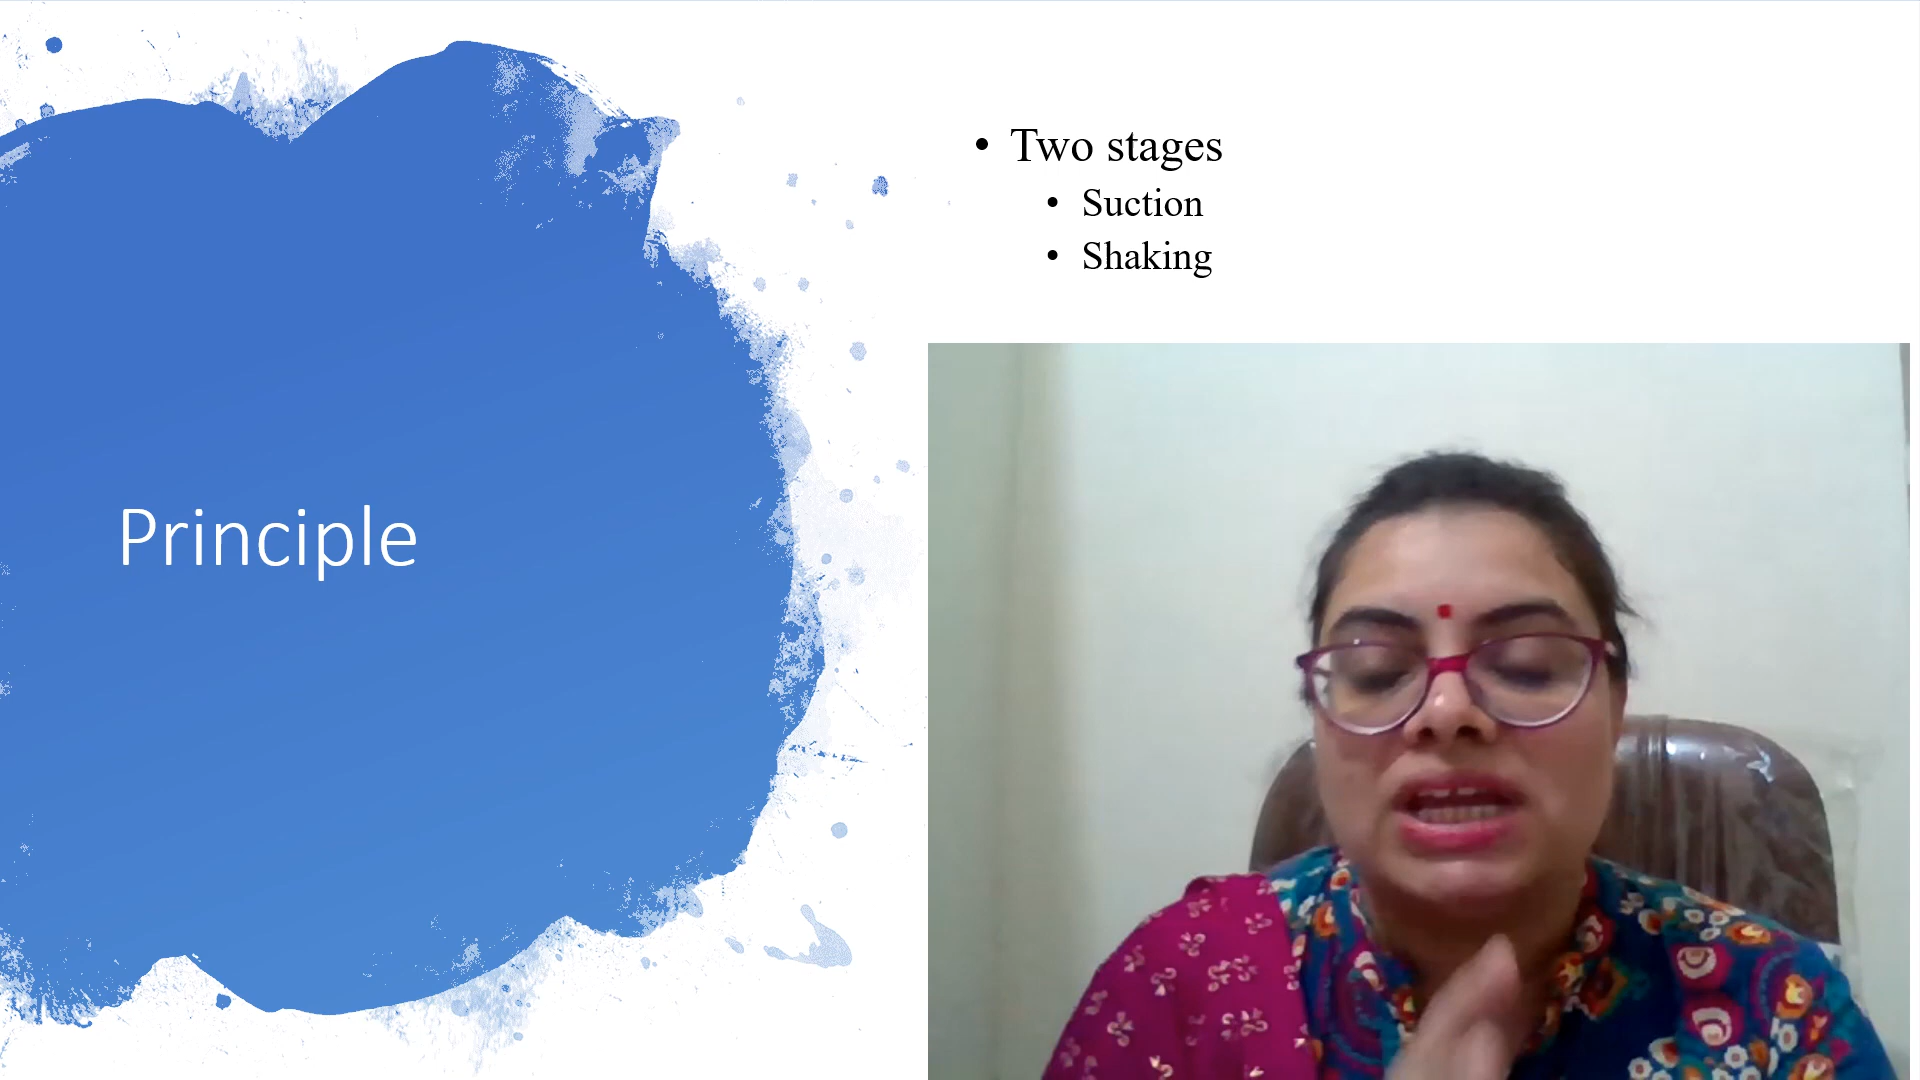 Principle
• Two stages
• Suction
• Shaking